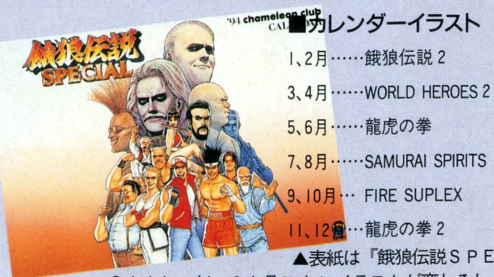 '94 chameleon club
餓狼伝説
SPECIAL
■カレンダーイラスト
1、2月……餓狼伝説2
3、4月……WORLD HEROES 2
5、6月……龍虎の拳
7、8月……SAMURAI SPIRITS
9、10月… FIRE SUPLEX
11、12月…龍虎の拳2
▲表紙は『餓狼伝説SPE